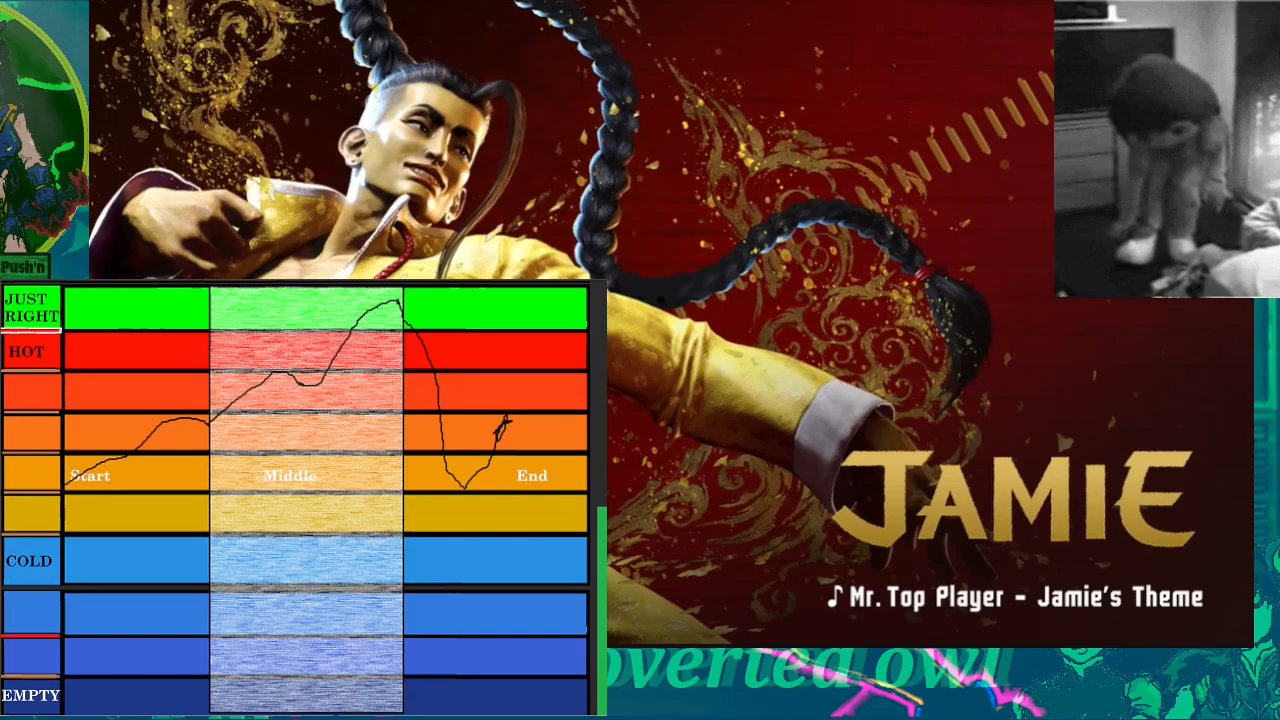 Push'n
JUST
RIGHT
HOT
Start
Middle
End
COLD
EMPTY
JAMIE
♪ Mr. Top Player - Jamie's Theme